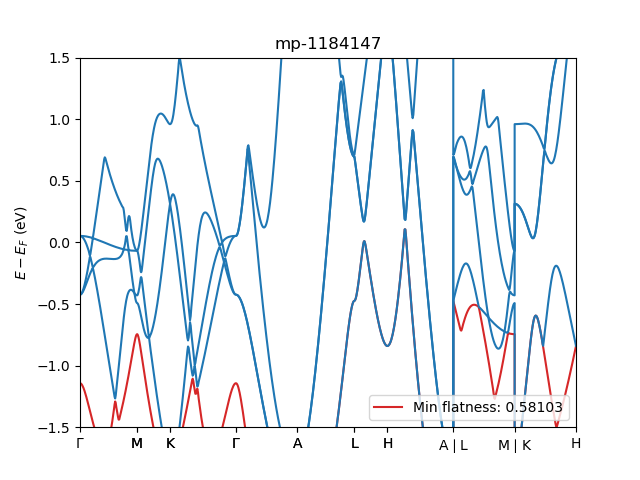 mp-1184147
E − E_F (eV)
1.5
1.0
0.5
0.0
−0.5
−1.0
−1.5
Min flatness: 0.58103
Γ M K Γ A L H A | L M | K H